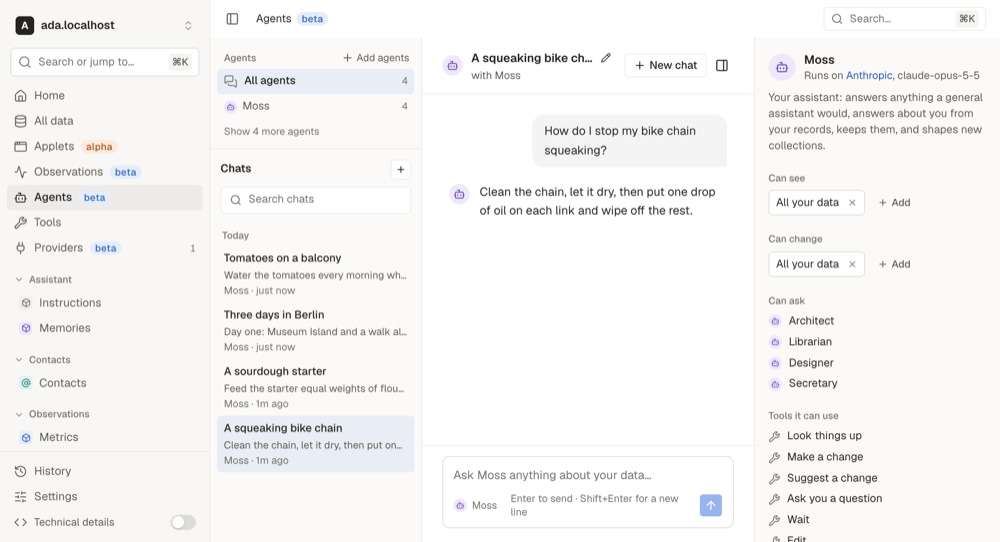 A ada.localhost
Search or jump to... ⌘K
Home
All data
Applets alpha
Observations beta
Agents beta
Tools
Providers beta 1
Assistant
Instructions
Memories
Contacts
Contacts
Observations
Metrics
History
Settings
Technical details
Agents beta
Search... ⌘K
Agents + Add agents
All agents 4
Moss 4
Show 4 more agents
Chats +
Search chats
Today
Tomatoes on a balcony
Water the tomatoes every morning wh...
Moss · just now
Three days in Berlin
Day one: Museum Island and a walk al...
Moss · just now
A sourdough starter
Feed the starter equal weights of flou...
Moss · 1m ago
A squeaking bike chain
Clean the chain, let it dry, then put on...
Moss · 1m ago
A squeaking bike ch...
with Moss
+ New chat
How do I stop my bike chain
squeaking?
Clean the chain, let it dry, then put one drop
of oil on each link and wipe off the rest.
Ask Moss anything about your data...
Moss
Enter to send · Shift+Enter for a new
line
Moss
Runs on Anthropic, claude-opus-5-5
Your assistant: answers anything a general
assistant would, answers about you from
your records, keeps them, and shapes new
collections.
Can see
All your data × + Add
Can change
All your data × + Add
Can ask
Architect
Librarian
Designer
Secretary
Tools it can use
Look things up
Make a change
Suggest a change
Ask you a question
Wait
Edit